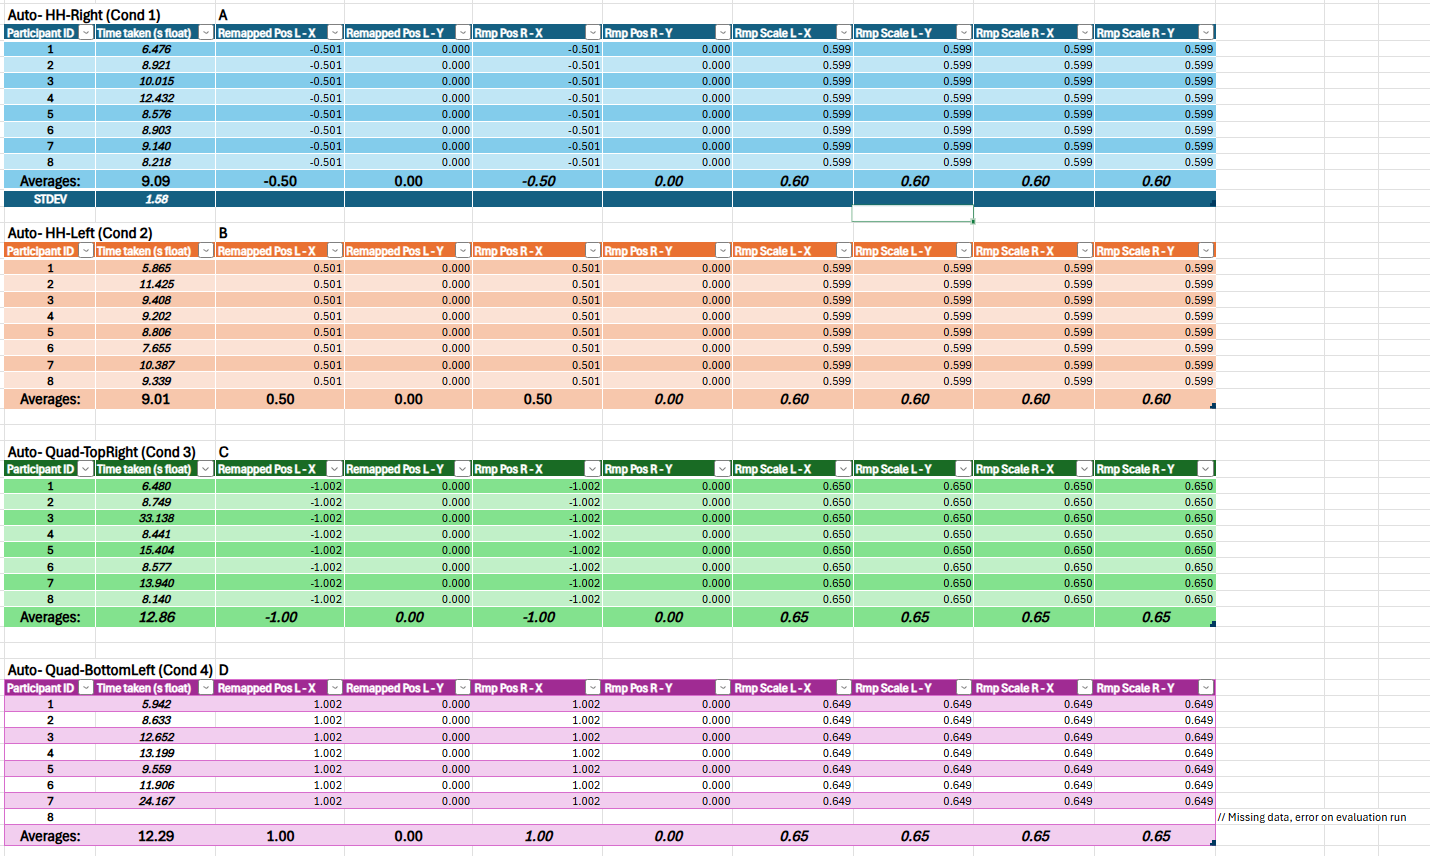 Auto- HH-Right (Cond 1) A
Participant ID Time taken (s float) Remapped Pos L - X Remapped Pos L - Y Rmp Pos R - X Rmp Pos R - Y Rmp Scale L - X Rmp Scale L - Y Rmp Scale R - X Rmp Scale R - Y
1 6.476 -0.501 0.000 -0.501 0.000 0.599 0.599 0.599 0.599
2 8.921 -0.501 0.000 -0.501 0.000 0.599 0.599 0.599 0.599
3 10.015 -0.501 0.000 -0.501 0.000 0.599 0.599 0.599 0.599
4 12.432 -0.501 0.000 -0.501 0.000 0.599 0.599 0.599 0.599
5 8.576 -0.501 0.000 -0.501 0.000 0.599 0.599 0.599 0.599
6 8.903 -0.501 0.000 -0.501 0.000 0.599 0.599 0.599 0.599
7 9.140 -0.501 0.000 -0.501 0.000 0.599 0.599 0.599 0.599
8 8.218 -0.501 0.000 -0.501 0.000 0.599 0.599 0.599 0.599
Averages: 9.09 -0.50 0.00 -0.50 0.00 0.60 0.60 0.60 0.60
STDEV 1.58
Auto- HH-Left (Cond 2) B
Participant ID Time taken (s float) Remapped Pos L - X Remapped Pos L - Y Rmp Pos R - X Rmp Pos R - Y Rmp Scale L - X Rmp Scale L - Y Rmp Scale R - X Rmp Scale R - Y
1 5.865 0.501 0.000 0.501 0.000 0.599 0.599 0.599 0.599
2 11.425 0.501 0.000 0.501 0.000 0.599 0.599 0.599 0.599
3 9.408 0.501 0.000 0.501 0.000 0.599 0.599 0.599 0.599
4 9.202 0.501 0.000 0.501 0.000 0.599 0.599 0.599 0.599
5 8.806 0.501 0.000 0.501 0.000 0.599 0.599 0.599 0.599
6 7.655 0.501 0.000 0.501 0.000 0.599 0.599 0.599 0.599
7 10.387 0.501 0.000 0.501 0.000 0.599 0.599 0.599 0.599
8 9.339 0.501 0.000 0.501 0.000 0.599 0.599 0.599 0.599
Averages: 9.01 0.50 0.00 0.50 0.00 0.60 0.60 0.60 0.60
Auto- Quad-TopRight (Cond 3) C
Participant ID Time taken (s float) Remapped Pos L - X Remapped Pos L - Y Rmp Pos R - X Rmp Pos R - Y Rmp Scale L - X Rmp Scale L - Y Rmp Scale R - X Rmp Scale R - Y
1 6.480 -1.002 0.000 -1.002 0.000 0.650 0.650 0.650 0.650
2 8.749 -1.002 0.000 -1.002 0.000 0.650 0.650 0.650 0.650
3 33.138 -1.002 0.000 -1.002 0.000 0.650 0.650 0.650 0.650
4 8.441 -1.002 0.000 -1.002 0.000 0.650 0.650 0.650 0.650
5 15.404 -1.002 0.000 -1.002 0.000 0.650 0.650 0.650 0.650
6 8.577 -1.002 0.000 -1.002 0.000 0.650 0.650 0.650 0.650
7 13.940 -1.002 0.000 -1.002 0.000 0.650 0.650 0.650 0.650
8 8.140 -1.002 0.000 -1.002 0.000 0.650 0.650 0.650 0.650
Averages: 12.86 -1.00 0.00 -1.00 0.00 0.65 0.65 0.65 0.65
Auto- Quad-BottomLeft (Cond 4) D
Participant ID Time taken (s float) Remapped Pos L - X Remapped Pos L - Y Rmp Pos R - X Rmp Pos R - Y Rmp Scale L - X Rmp Scale L - Y Rmp Scale R - X Rmp Scale R - Y
1 5.942 1.002 0.000 1.002 0.000 0.649 0.649 0.649 0.649
2 8.633 1.002 0.000 1.002 0.000 0.649 0.649 0.649 0.649
3 12.652 1.002 0.000 1.002 0.000 0.649 0.649 0.649 0.649
4 13.199 1.002 0.000 1.002 0.000 0.649 0.649 0.649 0.649
5 9.559 1.002 0.000 1.002 0.000 0.649 0.649 0.649 0.649
6 11.906 1.002 0.000 1.002 0.000 0.649 0.649 0.649 0.649
7 24.167 1.002 0.000 1.002 0.000 0.649 0.649 0.649 0.649
8 // Missing data, error on evaluation run
Averages: 12.29 1.00 0.00 1.00 0.00 0.65 0.65 0.65 0.65